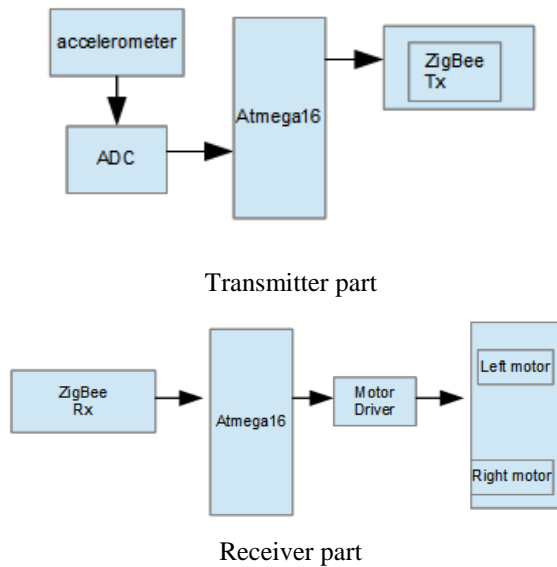 accelerometer
ADC
Atmega16
ZigBee
Tx
Transmitter part
ZigBee
Rx
Atmega16
Motor
Driver
Left motor
Right motor
Receiver part